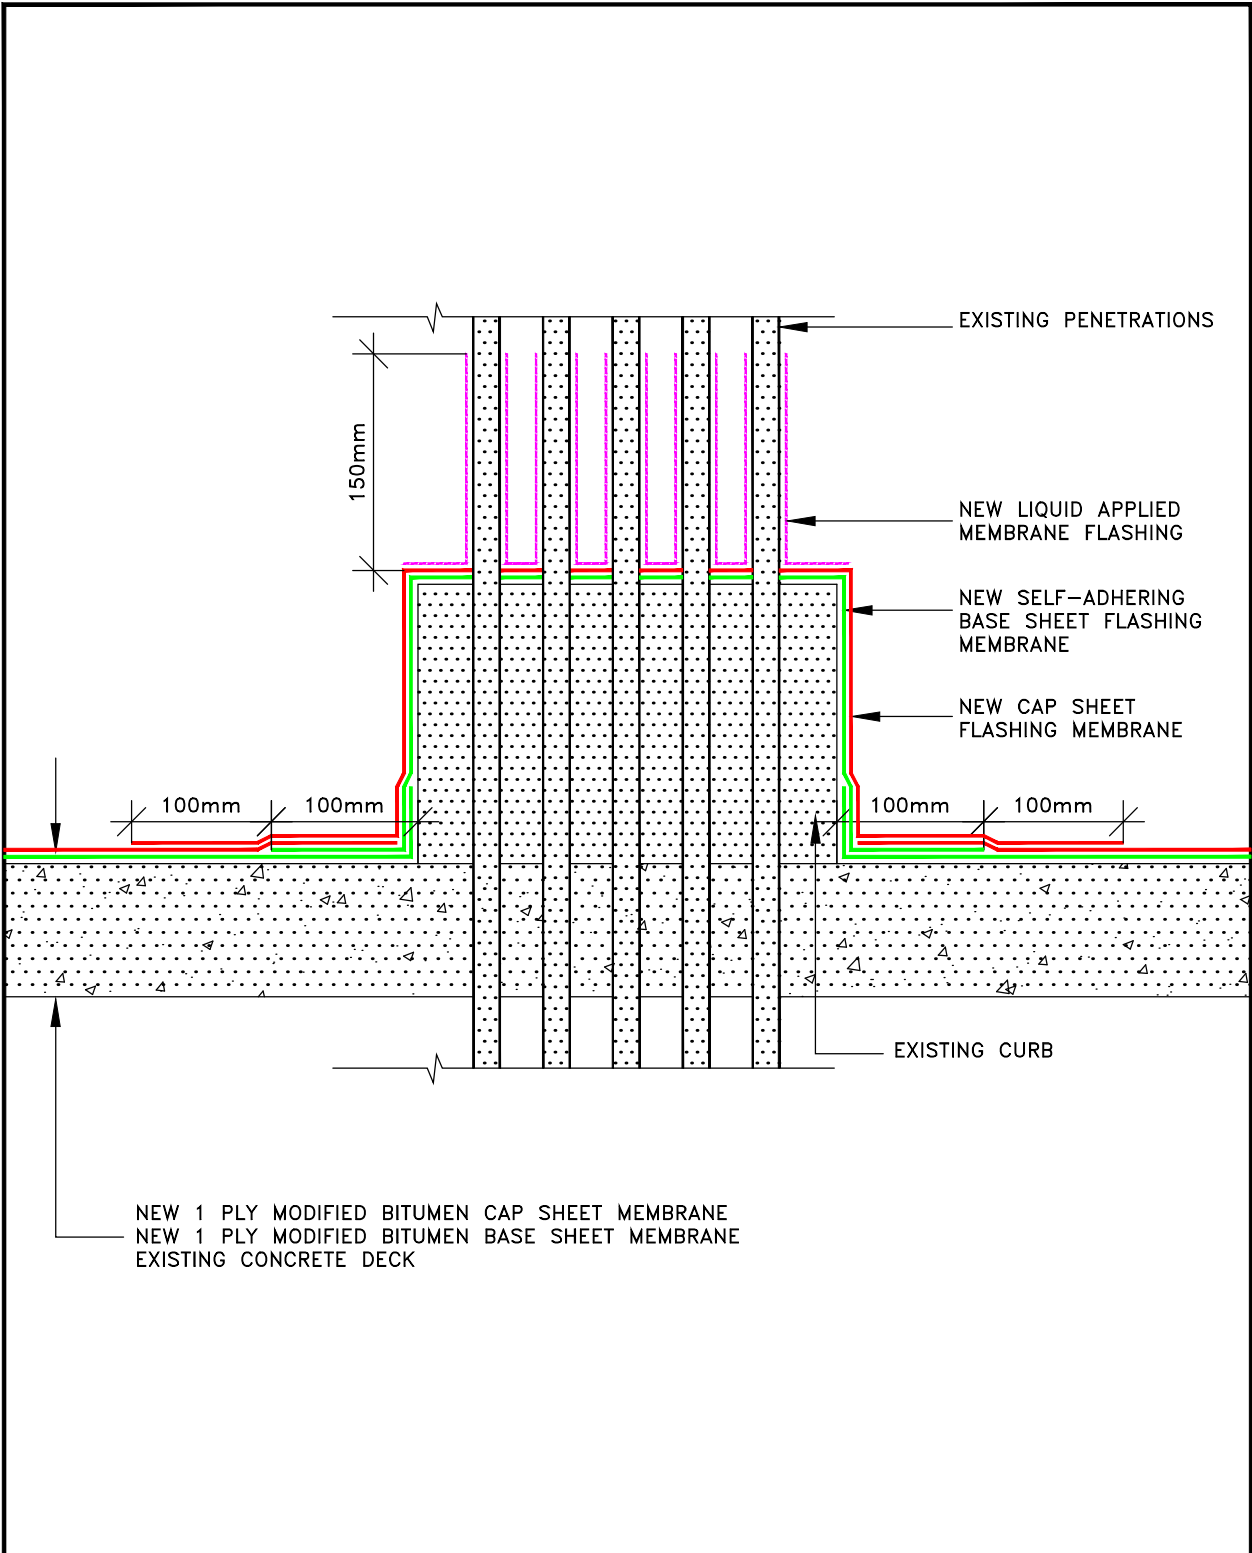 EXISTING PENETRATIONS
150mm
NEW LIQUID APPLIED
MEMBRANE FLASHING
NEW SELF-ADHERING
BASE SHEET FLASHING
MEMBRANE
NEW CAP SHEET
FLASHING MEMBRANE
100mm
100mm
100mm
100mm
EXISTING CURB
NEW 1 PLY MODIFIED BITUMEN CAP SHEET MEMBRANE
NEW 1 PLY MODIFIED BITUMEN BASE SHEET MEMBRANE
EXISTING CONCRETE DECK